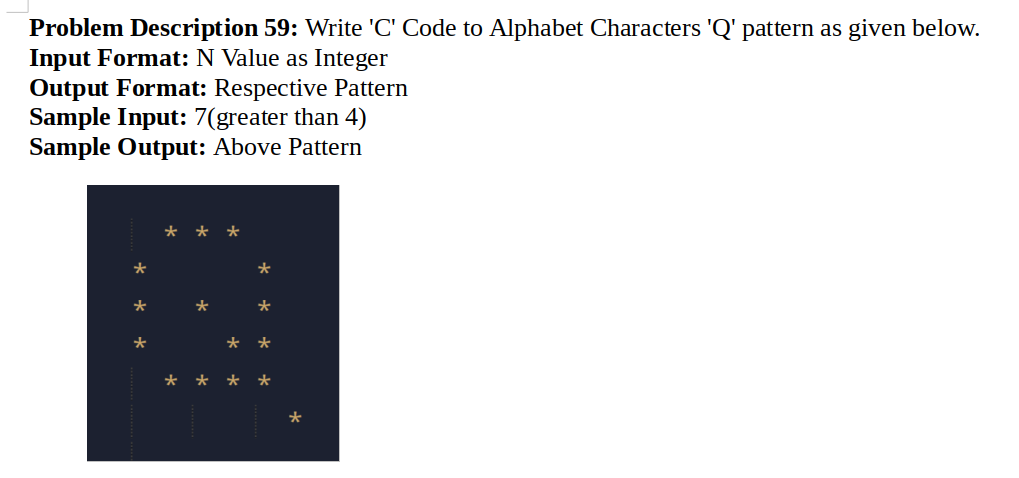 Problem Description 59: Write 'C' Code to Alphabet Characters 'Q' pattern as given below.
Input Format: N Value as Integer
Output Format: Respective Pattern
Sample Input: 7(greater than 4)
Sample Output: Above Pattern
* * *
*       *
*   *   *
*     * *
* * * *
*